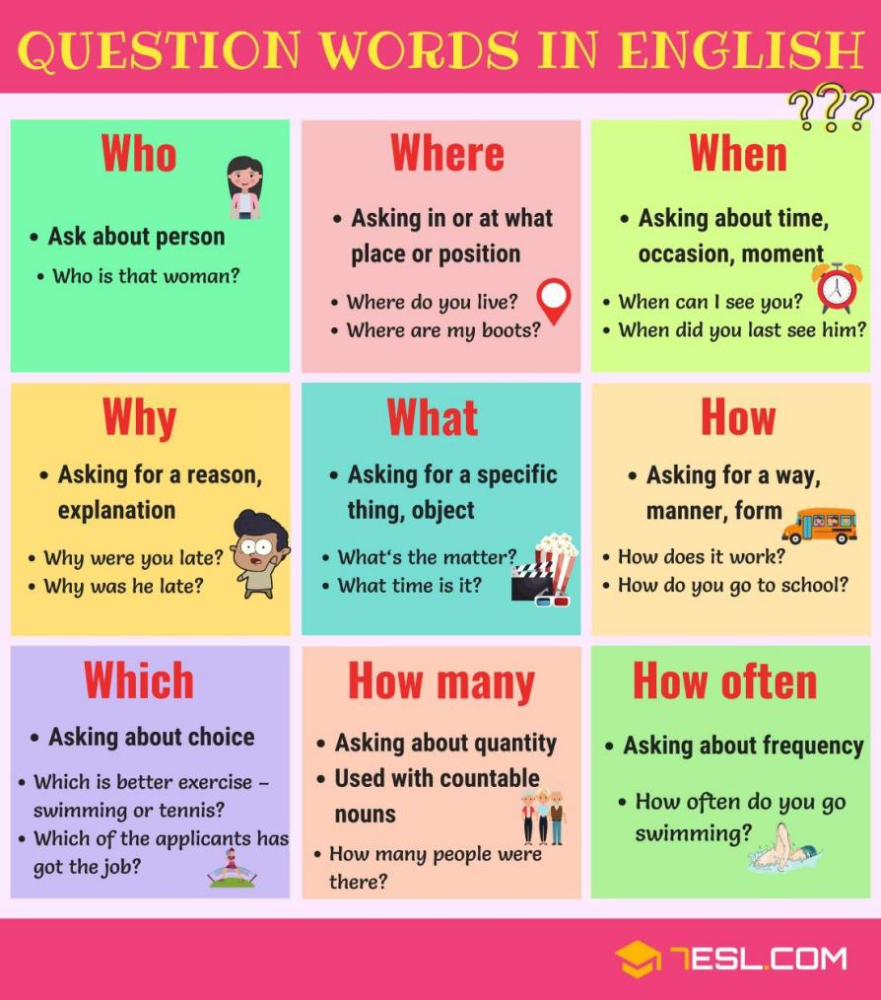 QUESTION WORDS IN ENGLISH
???
Who
• Ask about person
• Who is that woman?
Where
• Asking in or at what
place or position
• Where do you live?
• Where are my boots?
When
• Asking about time,
occasion, moment
• When can I see you?
• When did you last see him?
Why
• Asking for a reason,
explanation
• Why were you late?
• Why was he late?
What
• Asking for a specific
thing, object
• What's the matter?
• What time is it?
How
• Asking for a way,
manner, form
• How does it work?
• How do you go to school?
Which
• Asking about choice
• Which is better exercise –
swimming or tennis?
• Which of the applicants has
got the job?
How many
• Asking about quantity
• Used with countable
nouns
• How many people were
there?
How often
• Asking about frequency
• How often do you go
swimming?
7ESL.COM